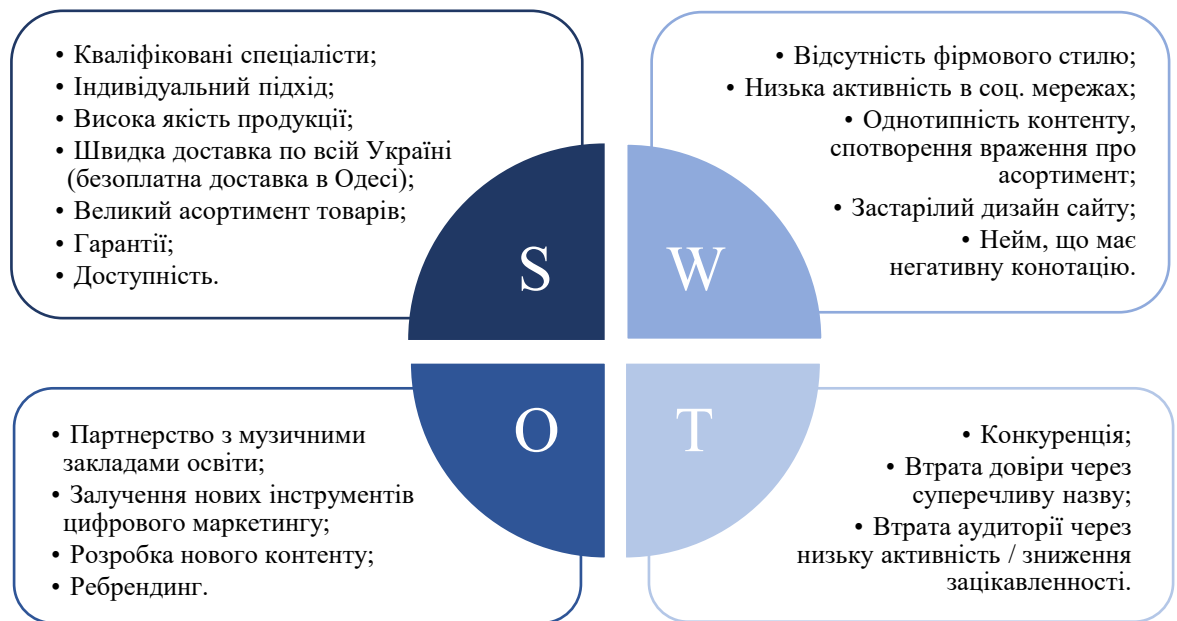 • Кваліфіковані спеціалісти;
• Індивідуальний підхід;
• Висока якість продукції;
• Швидка доставка по всій Україні
(безоплатна доставка в Одесі);
• Великий асортимент товарів;
• Гарантії;
• Доступність.
• Відсутність фірмового стилю;
• Низька активність в соц. мережах;
• Однотипність контенту,
спотворення враження про
асортимент;
• Застарілий дизайн сайту;
• Нейм, що має
негативну конотацію.
S
W
O
T
• Партнерство з музичними
закладами освіти;
• Залучення нових інструментів
цифрового маркетингу;
• Розробка нового контенту;
• Ребрендинг.
• Конкуренція;
• Втрата довіри через
суперечливу назву;
• Втрата аудиторії через
низьку активність / зниження
зацікавленності.